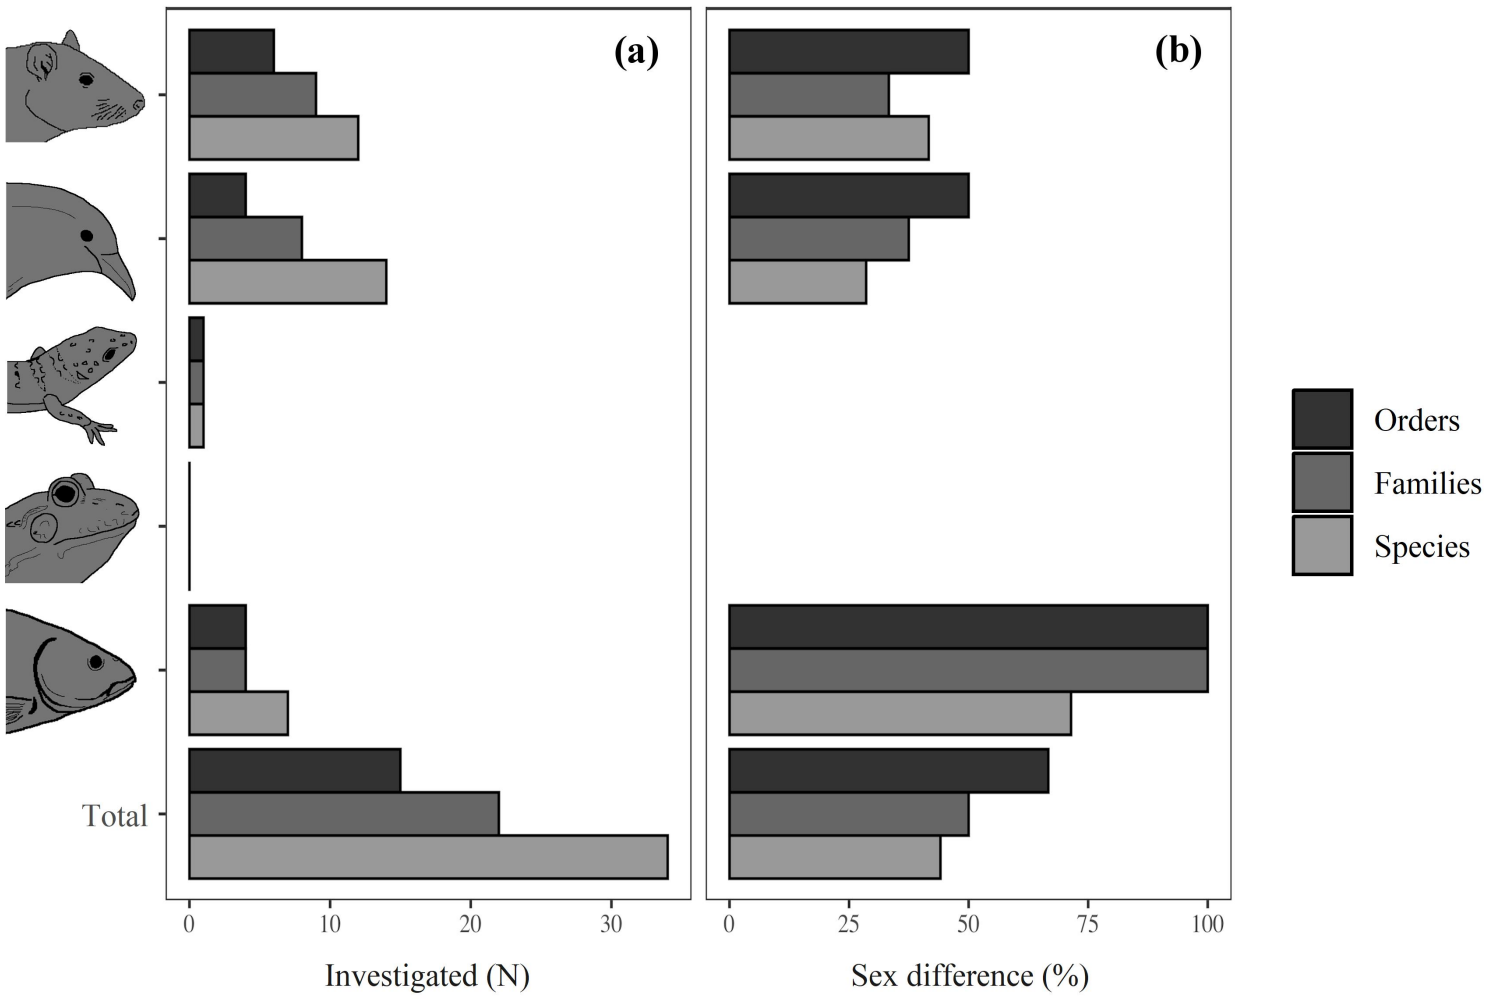 (a)
(b)
Orders
Families
Species
Total
0 10 20 30
0 25 50 75 100
Investigated (N)
Sex difference (%)